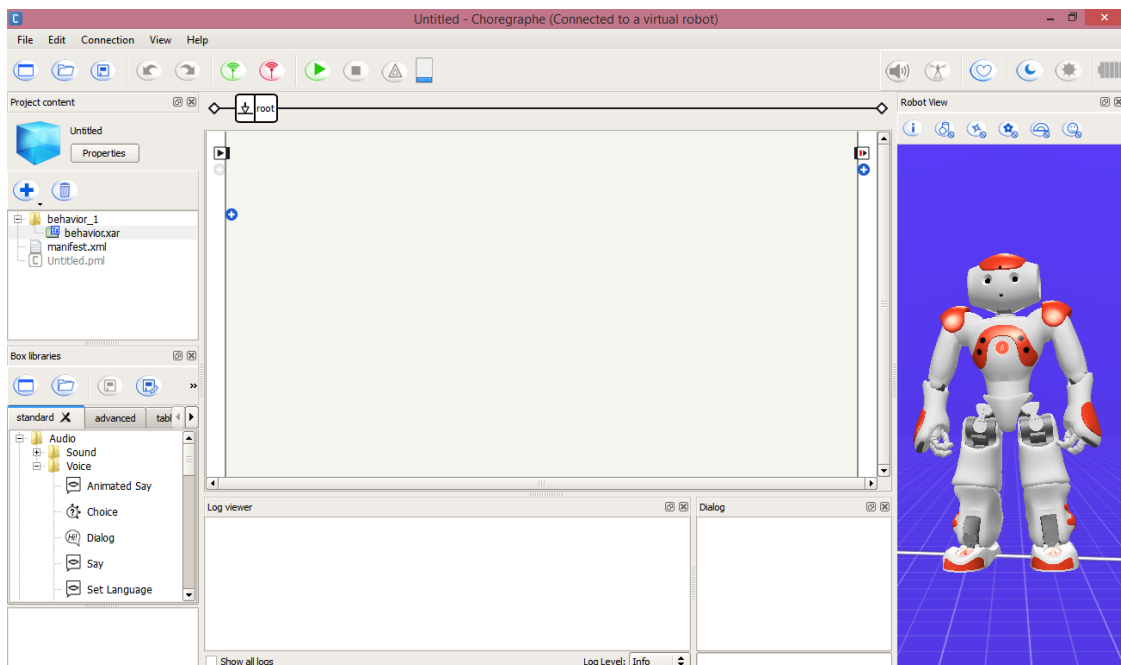 Untitled - Choregraphe (Connected to a virtual robot)
File Edit Connection View Help
Project content
Untitled
Properties
behavior_1
behavior.xar
manifest.xml
Untitled.pml
root
Robot View
Box libraries
standard advanced tabl
Audio
Sound
Voice
Animated Say
Choice
Dialog
Say
Set Language
Log viewer
Dialog
Show all logs
Log Level: Info